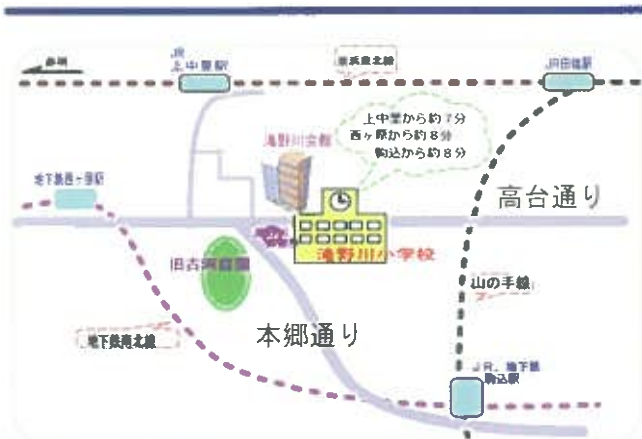 赤羽
JR
上中里駅
京浜東北線
JR田端駅
上中里から約7分
西ヶ原から約8分
駒込から約8分
滝野川会館
地下鉄西ヶ原駅
高台通り
滝野川小学校
旧古河庭園
山の手線
地下鉄南北線
本郷通り
JR、地下鉄
駒込駅